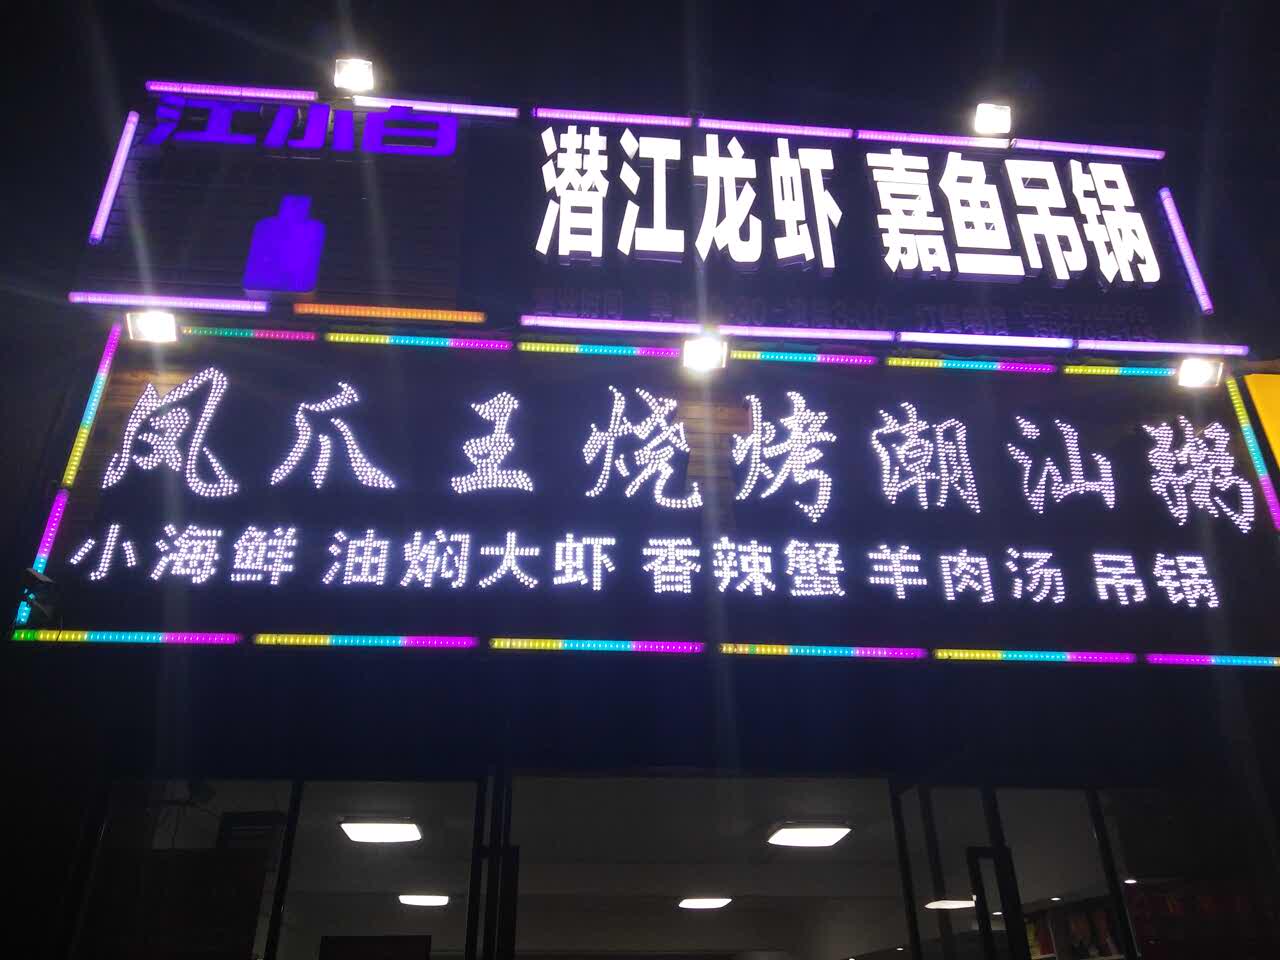 江小白
潜江龙虾 嘉鱼吊锅
凤爪王烧烤潮汕粥
小海鲜 油焖大虾 香辣蟹 羊肉汤 吊锅